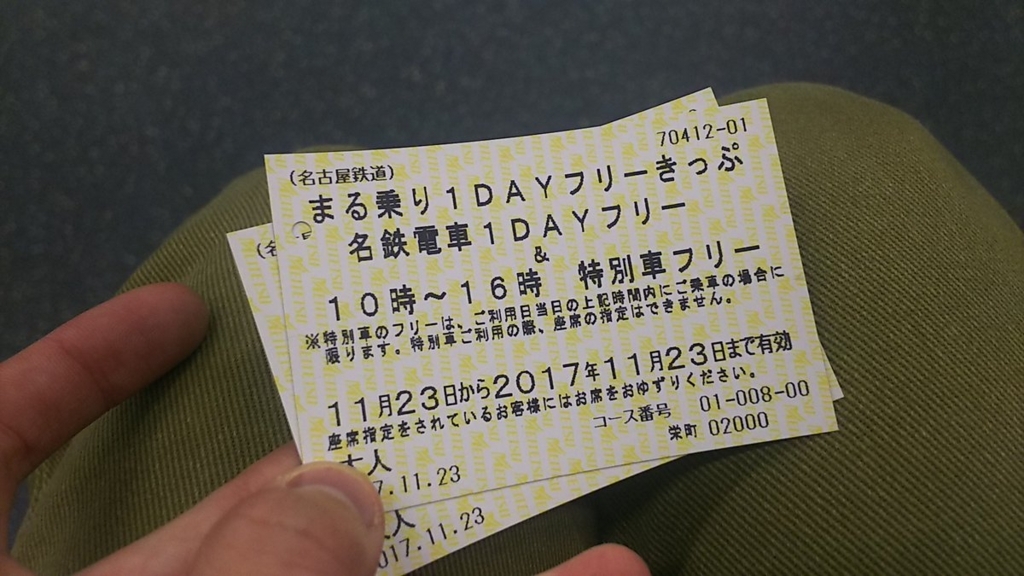 70412-01
(名古屋鉄道)
まる乗り1DAYフリーきっぷ
名鉄電車1DAYフリー
&
10時~16時 特別車フリー
※特別車のフリーは、ご利用日当日の上記時間内にご乗車の場合に
限ります。特別車ご利用の際、座席の指定はできません。
11月23日から2017年11月23日まで有効
座席指定をされているお客様にはお席をおゆずりください。
コース番号 01-008-00
栄町 02000
大人
7.11.23
(名
人
017.11.23